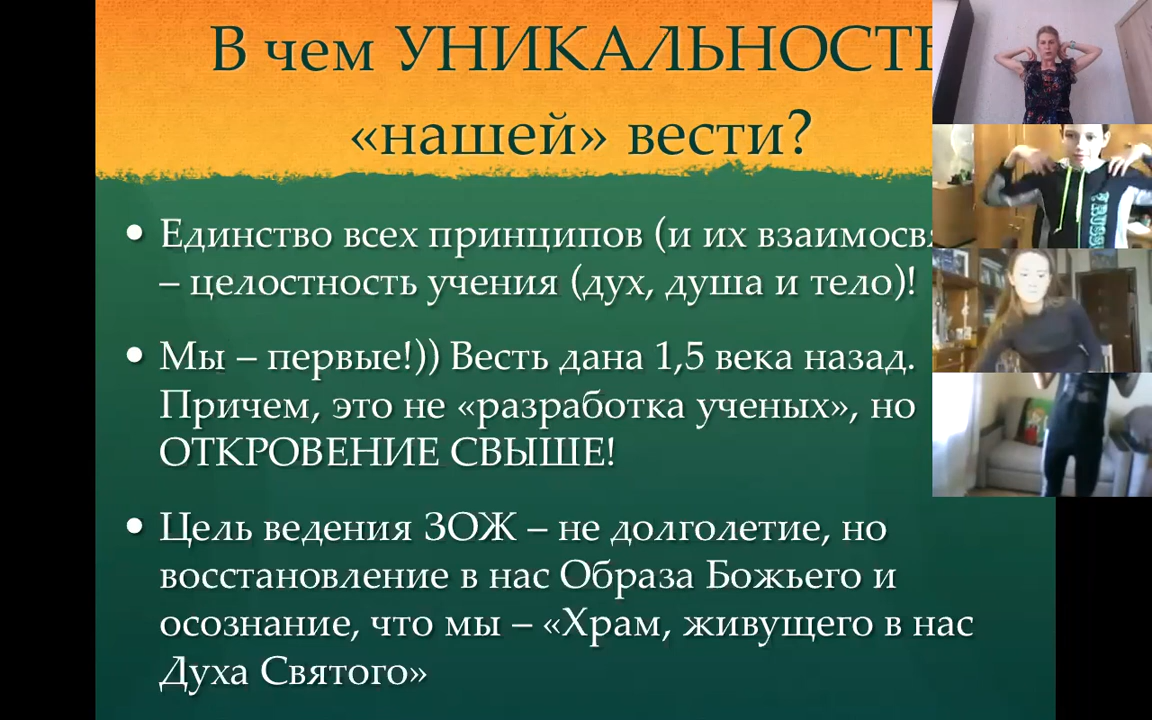 В чем УНИКАЛЬНОСТЬ
«нашей» вести?
• Единство всех принципов (и их
– целостность учения (дух, душа и тело)!
• Мы – первые!)) Весть дана 1,5 века назад.
Причем, это не «разработка ученых», но
ОТКРОВЕНИЕ СВЫШЕ!
• Цель ведения ЗОЖ – не долголетие, но
восстановление в нас Образа Божьего и
осознание, что мы – «Храм, живущего в нас
Духа Святого»